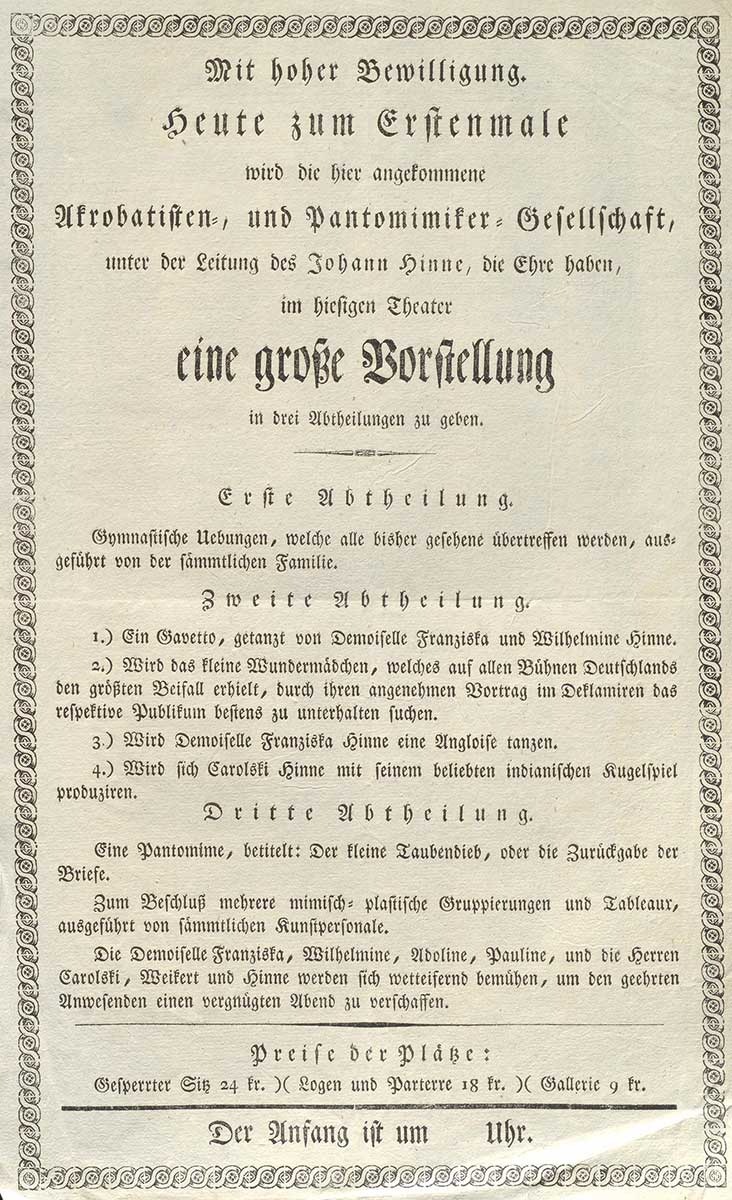 Mit hoher Bewilligung.
Heute zum Erstenmale
wird die hier angekommene
Akrobatisten-, und Pantomimiker-Gesellschaft,
unter der Leitung des Johann Hinne, die Ehre haben,
im hiesigen Theater
eine große Vorstellung
in drei Abtheilungen zu geben.
Erste Abtheilung.
Gymnastische Uebungen, welche alle bisher gesehene übertreffen werden, aus-
geführt von der sämmtlichen Familie.
Zweite Abtheilung.
1.) Ein Gavetto, getanzt von Demoiselle Franziska und Wilhelmine Hinne.
2.) Wird das kleine Wundermädchen, welches auf allen Bühnen Deutschlands
den größten Beifall erhielt, durch ihren angenehmen Vortrag im Deklamiren das
respektive Publikum bestens zu unterhalten suchen.
3.) Wird Demoiselle Franziska Hinne eine Angloise tanzen.
4.) Wird sich Carolski Hinne mit seinem beliebten indianischen Kugelspiel
produziren.
Dritte Abtheilung.
Eine Pantomime, betitelt: Der kleine Taubendieb, oder die Zurückgabe der
Briefe.
Zum Beschluß mehrere mimisch-plastische Gruppierungen und Tableaux,
ausgeführt von sämmtlichen Kunstpersonale.
Die Demoiselle Franziska, Wilhelmine, Adoline, Pauline, und die Herren
Carolski, Weikert und Hinne werden sich wetteifernd bemühen, um den geehrten
Anwesenden einen vergnügten Abend zu verschaffen.
Preise der Plätze:
Gesperrter Sitz 24 kr. )( Logen und Parterre 18 kr. )( Gallerie 9 kr.
Der Anfang ist um Uhr.